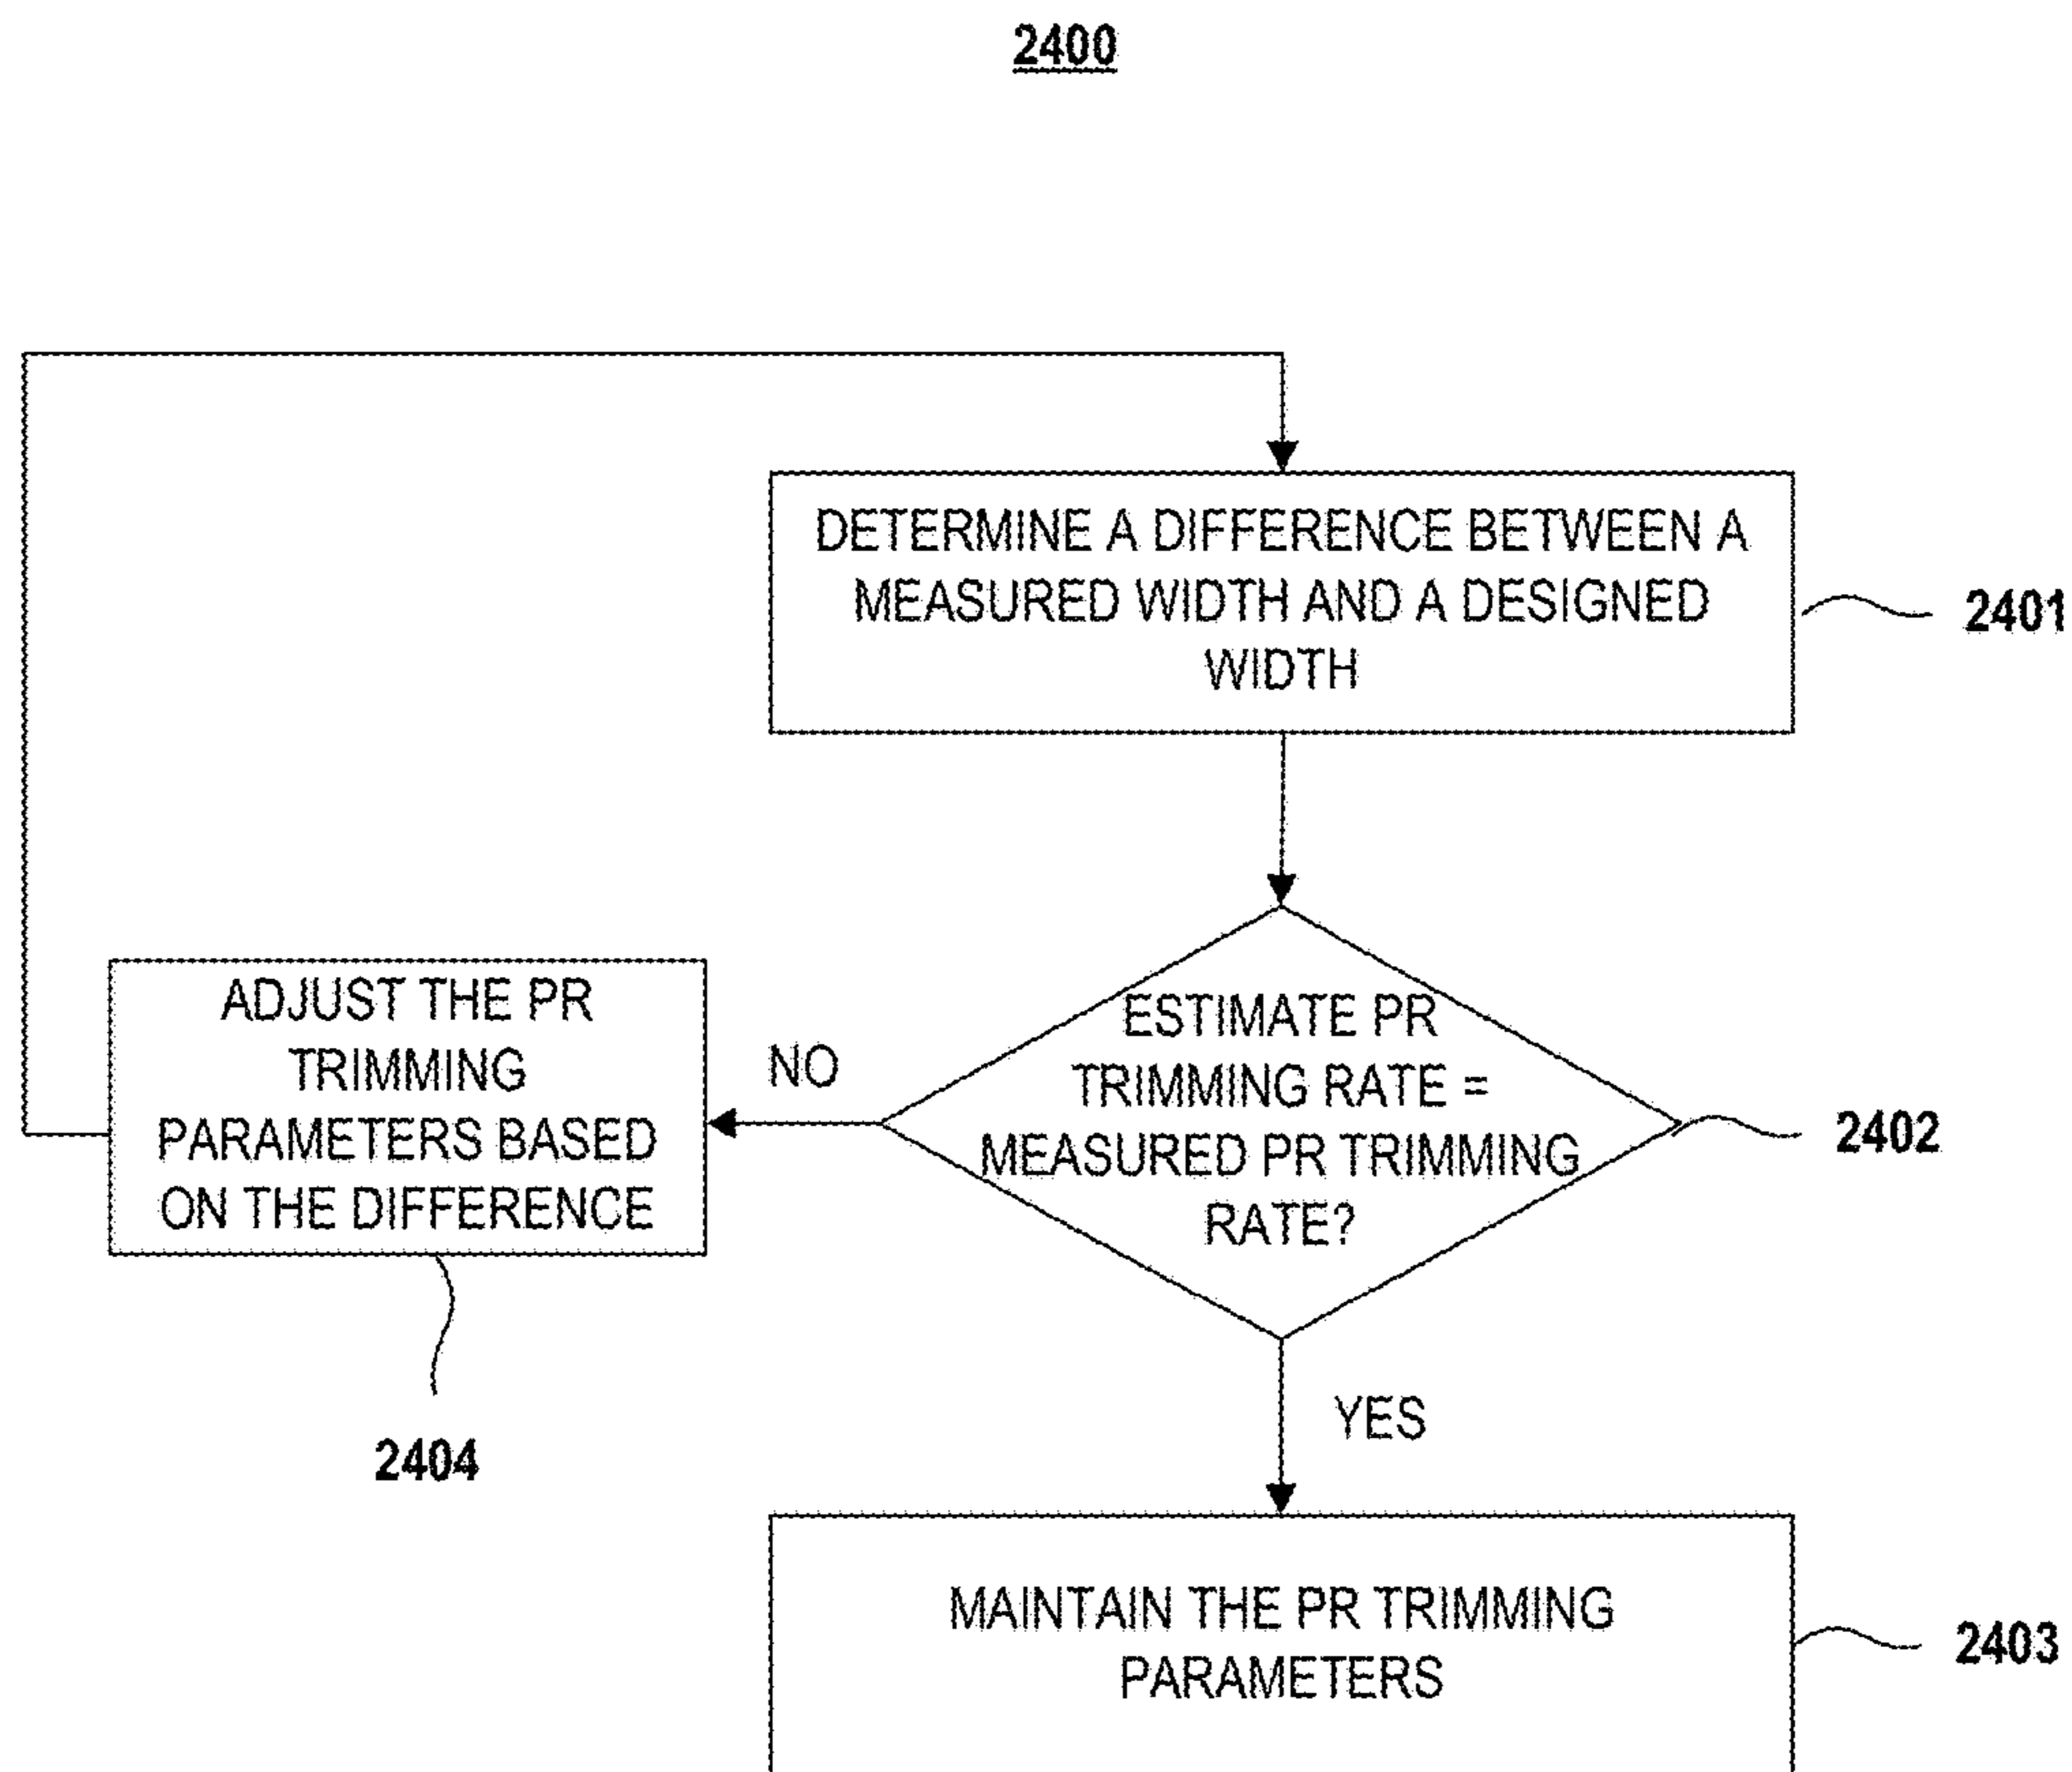 2400
DETERMINE A DIFFERENCE BETWEEN A
MEASURED WIDTH AND A DESIGNED
WIDTH
2401
ESTIMATE PR
TRIMMING RATE =
MEASURED PR TRIMMING
RATE?
2402
NO
ADJUST THE PR
TRIMMING
PARAMETERS BASED
ON THE DIFFERENCE
2404
YES
MAINTAIN THE PR TRIMMING
PARAMETERS
2403